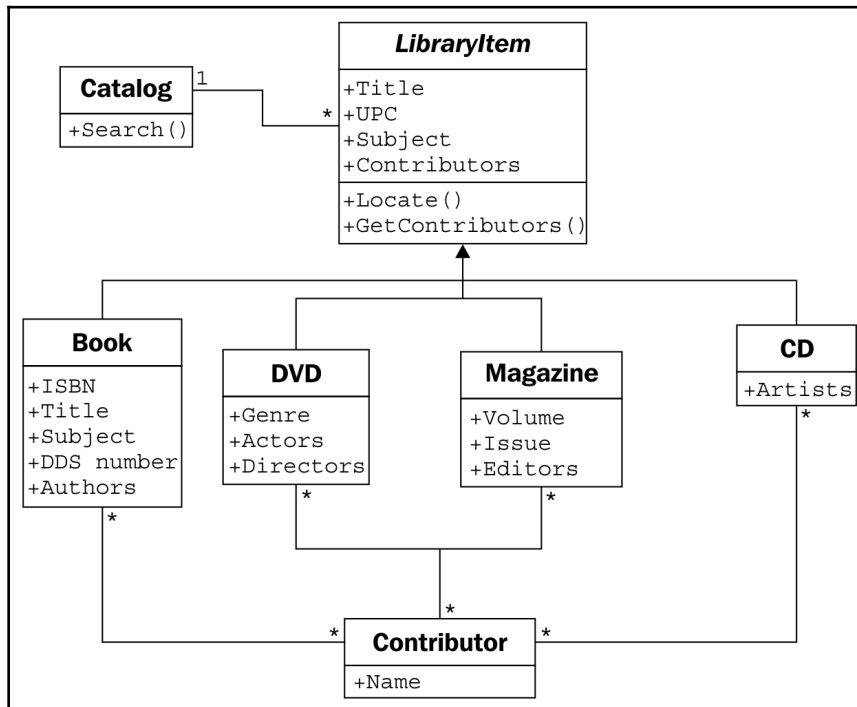 LibraryItem
+Title
+UPC
+Subject
+Contributors
+Locate()
+GetContributors()
Catalog
+Search()
1
*
Book
+ISBN
+Title
+Subject
+DDS number
+Authors
*
DVD
+Genre
+Actors
+Directors
*
Magazine
+Volume
+Issue
+Editors
*
CD
+Artists
*
*
*
*
Contributor
+Name